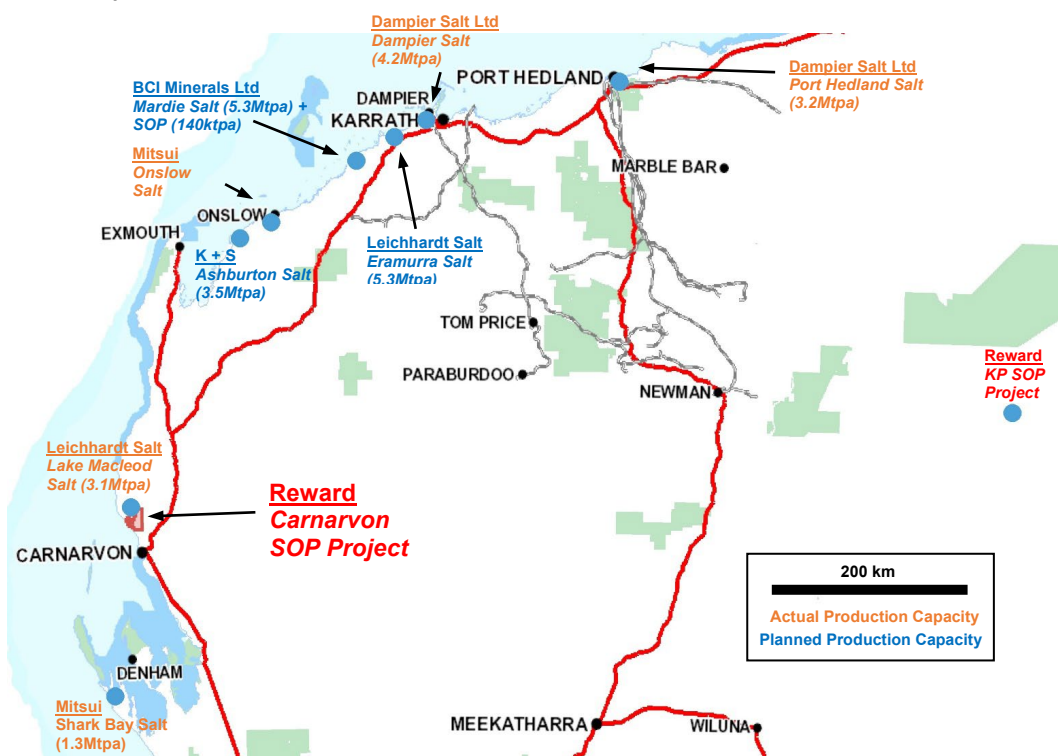 Dampier Salt Ltd
Dampier Salt
(4.2Mtpa)
PORT HEDLAND
Dampier Salt Ltd
Port Hedland Salt
(3.2Mtpa)
BCI Minerals Ltd
Mardie Salt (5.3Mtpa) +
SOP (140ktpa)
DAMPIER
KARRATH
Mitsui
Onslow
Salt
MARBLE BAR
ONSLOW
EXMOUTH
K + S
Ashburton Salt
(3.5Mtpa)
Leichhardt Salt
Eramurra Salt
(5.3Mtpa)
TOM PRICE
PARABURDOO
NEWMAN
Reward
KP SOP
Project
Leichhardt Salt
Lake Macleod
Salt (3.1Mtpa)
Reward
Carnarvon
SOP Project
CARNARVON
200 km
Actual Production Capacity
Planned Production Capacity
DENHAM
Mitsui
Shark Bay Salt
(1.3Mtpa)
MEEKATHARRA
WILUNA